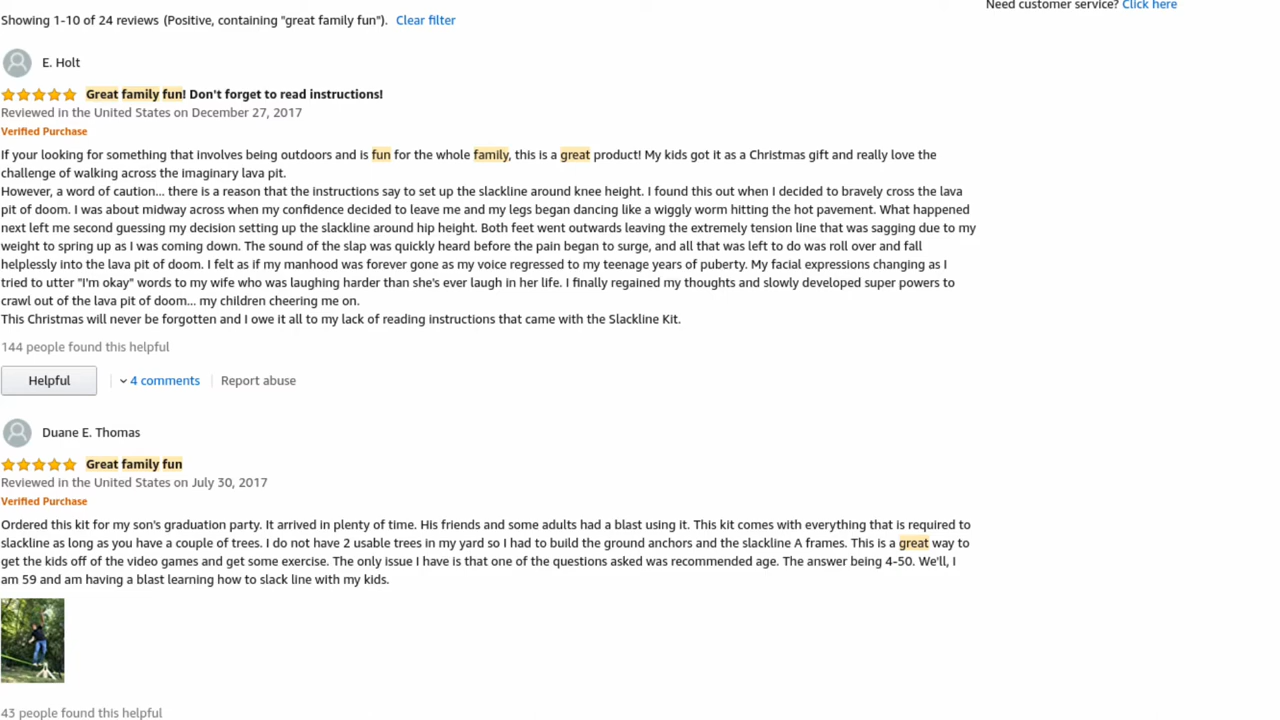 Need customer service? Click here
Showing 1-10 of 24 reviews (Positive, containing "great family fun"). Clear filter
E. Holt
Great family fun! Don't forget to read instructions!
Reviewed in the United States on December 27, 2017
Verified Purchase
If your looking for something that involves being outdoors and is fun for the whole family, this is a great product! My kids got it as a Christmas gift and really love the
challenge of walking across the imaginary lava pit.
However, a word of caution... there is a reason that the instructions say to set up the slackline around knee height. I found this out when I decided to bravely cross the lava
pit of doom. I was about midway across when my confidence decided to leave me and my legs began dancing like a wiggly worm hitting the hot pavement. What happened
next left me second guessing my decision setting up the slackline around hip height. Both feet went outwards leaving the extremely tension line that was sagging due to my
weight to spring up as I was coming down. The sound of the slap was quickly heard before the pain began to surge, and all that was left to do was roll over and fall
helplessly into the lava pit of doom. I felt as if my manhood was forever gone as my voice regressed to my teenage years of puberty. My facial expressions changing as I
tried to utter "I'm okay" words to my wife who was laughing harder than she's ever laugh in her life. I finally regained my thoughts and slowly developed super powers to
crawl out of the lava pit of doom... my children cheering me on.
This Christmas will never be forgotten and I owe it all to my lack of reading instructions that came with the Slackline Kit.
144 people found this helpful
Helpful
4 comments
Report abuse
Duane E. Thomas
Great family fun
Reviewed in the United States on July 30, 2017
Verified Purchase
Ordered this kit for my son's graduation party. It arrived in plenty of time. His friends and some adults had a blast using it. This kit comes with everything that is required to
slackline as long as you have a couple of trees. I do not have 2 usable trees in my yard so I had to build the ground anchors and the slackline A frames. This is a great way to
get the kids off of the video games and get some exercise. The only issue I have is that one of the questions asked was recommended age. The answer being 4-50. We'll, I
am 59 and am having a blast learning how to slack line with my kids.
43 people found this helpful